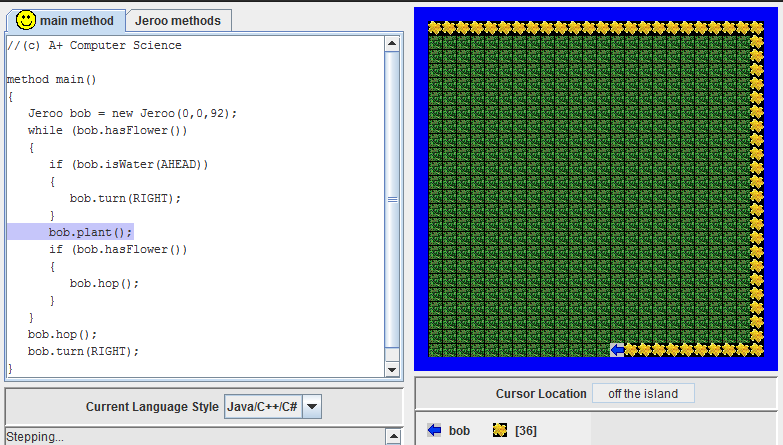 main method Jeroo methods
//(c) A+ Computer Science
method main()
{
Jeroo bob = new Jeroo(0,0,92);
while (bob.hasFlower())
{
if (bob.isWater(AHEAD))
{
bob.turn(RIGHT);
}
bob.plant();
if (bob.hasFlower())
{
bob.hop();
}
}
bob.hop();
bob.turn(RIGHT);
}
Current Language Style Java/C++/C#
Stepping...
Cursor Location off the island
bob [36]